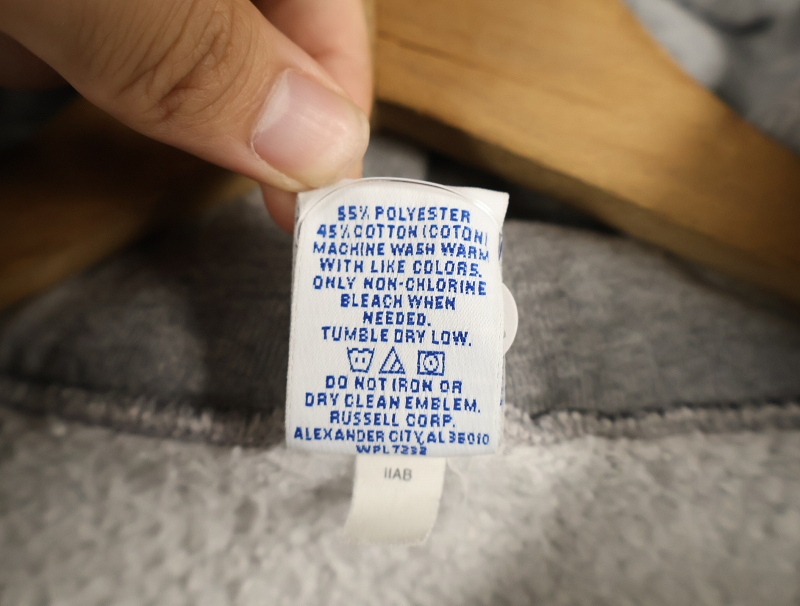 55% POLYESTER
45% COTTON (COTON)
MACHINE WASH WARM
WITH LIKE COLORS.
ONLY NON-CHLORINE
BLEACH WHEN
NEEDED.
TUMBLE DRY LOW.
DO NOT IRON OR
DRY CLEAN EMBLEM.
RUSSELL CORP.
ALEXANDER CITY, AL 35010
WPL 7233
IIAB